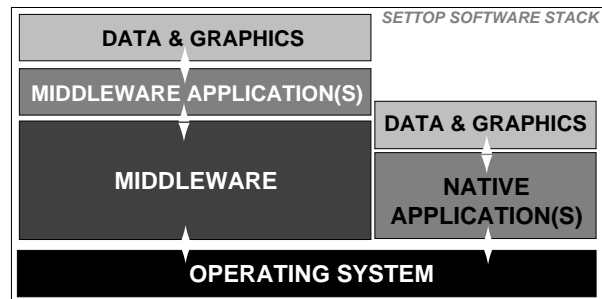 SETTOP SOFTWARE STACK
DATA & GRAPHICS
MIDDLEWARE APPLICATION(S)
MIDDLEWARE
DATA & GRAPHICS
NATIVE
APPLICATION(S)
OPERATING SYSTEM